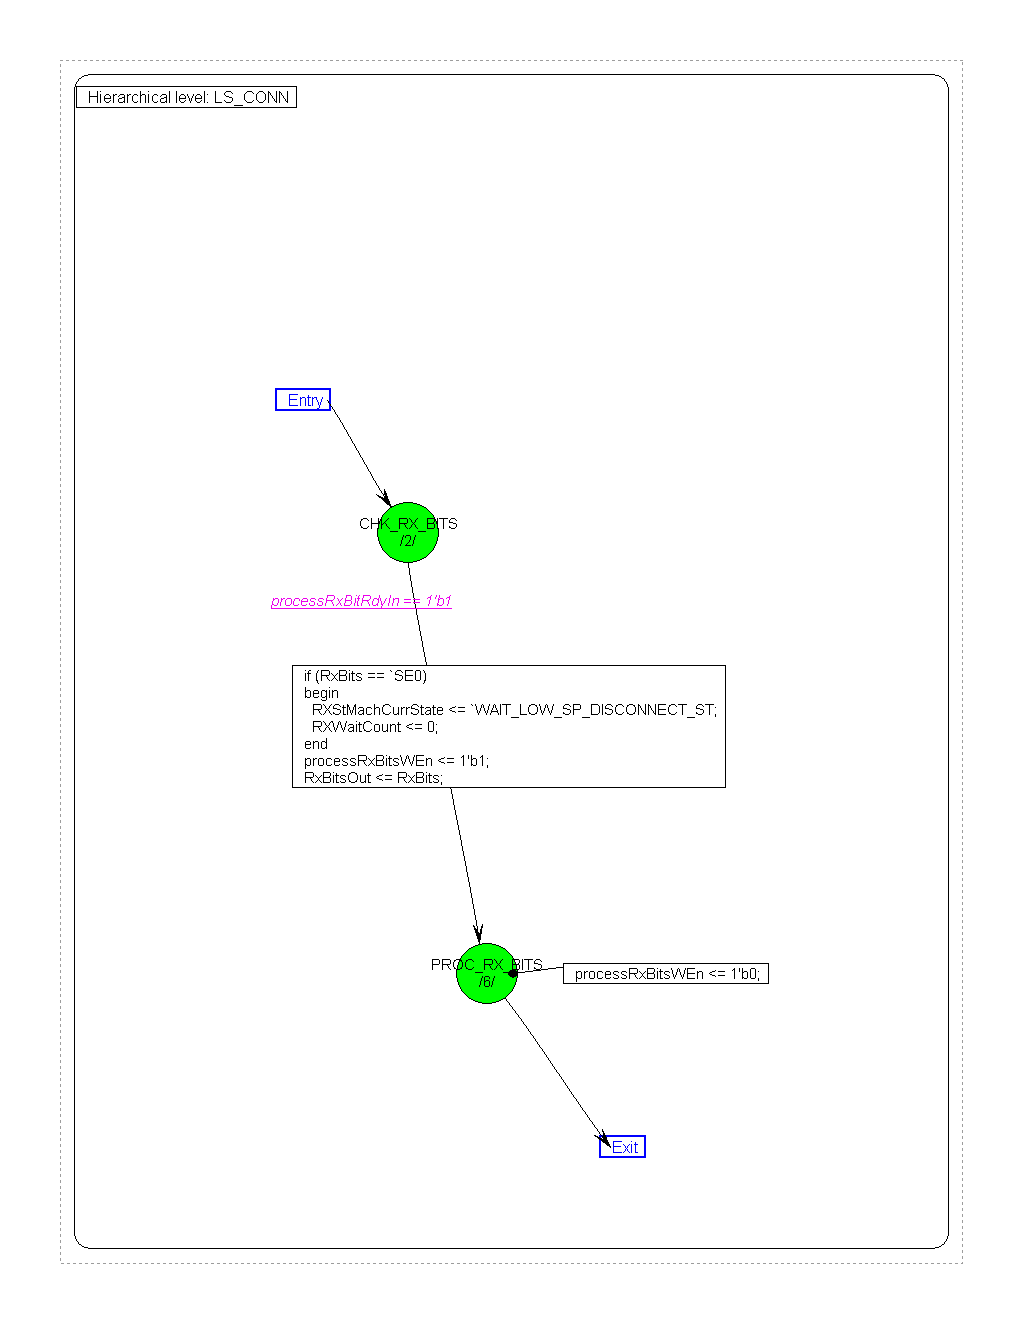 Hierarchical level: LS_CONN
Entry
CHK_RX_BITS
/2/
processRxBitRdyIn == 1'b1
if (RxBits == `SE0)
begin
RXStMachCurrState <= `WAIT_LOW_SP_DISCONNECT_ST;
RXWaitCount <= 0;
end
processRxBitsWEn <= 1'b1;
RxBitsOut <= RxBits;
PROC_RX_BITS
/6/
processRxBitsWEn <= 1'b0;
Exit